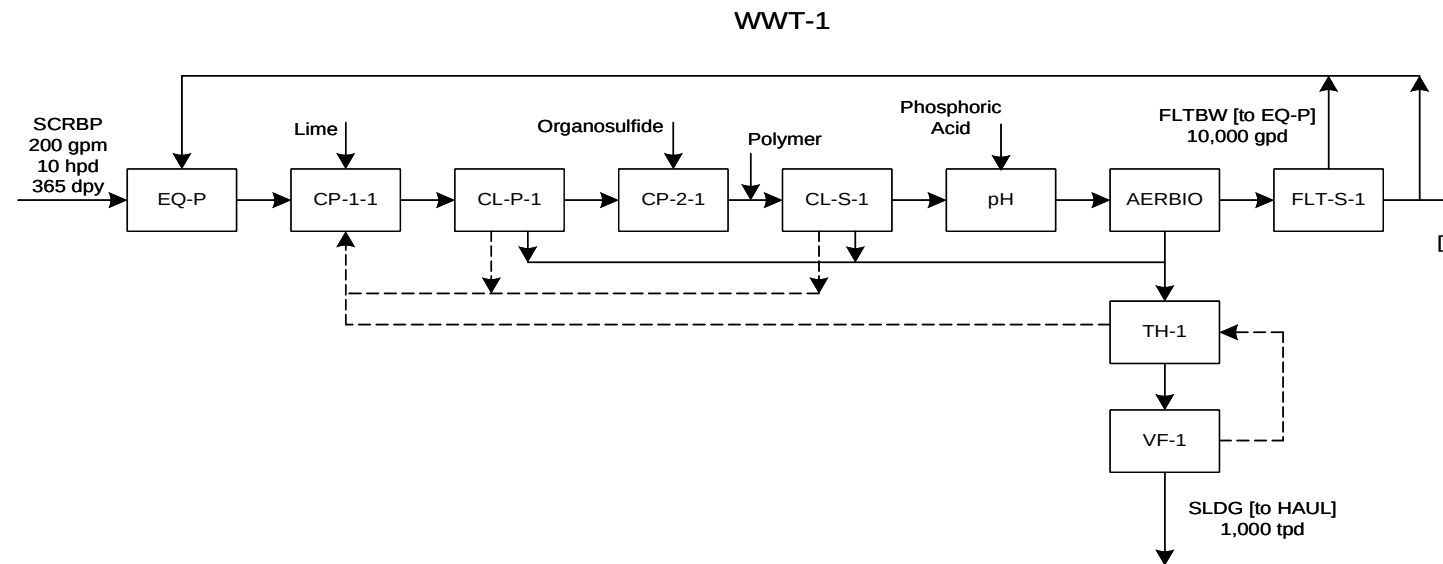 WWT-1
SCRBP
200 gpm
10 hpd
365 dpy
Lime
Organosulfide
Polymer
Phosphoric
Acid
FLTBW [to EQ-P]
10,000 gpd
EQ-P
CP-1-1
CL-P-1
CP-2-1
CL-S-1
pH
AERBIO
FLT-S-1
[
TH-1
VF-1
SLDG [to HAUL]
1,000 tpd